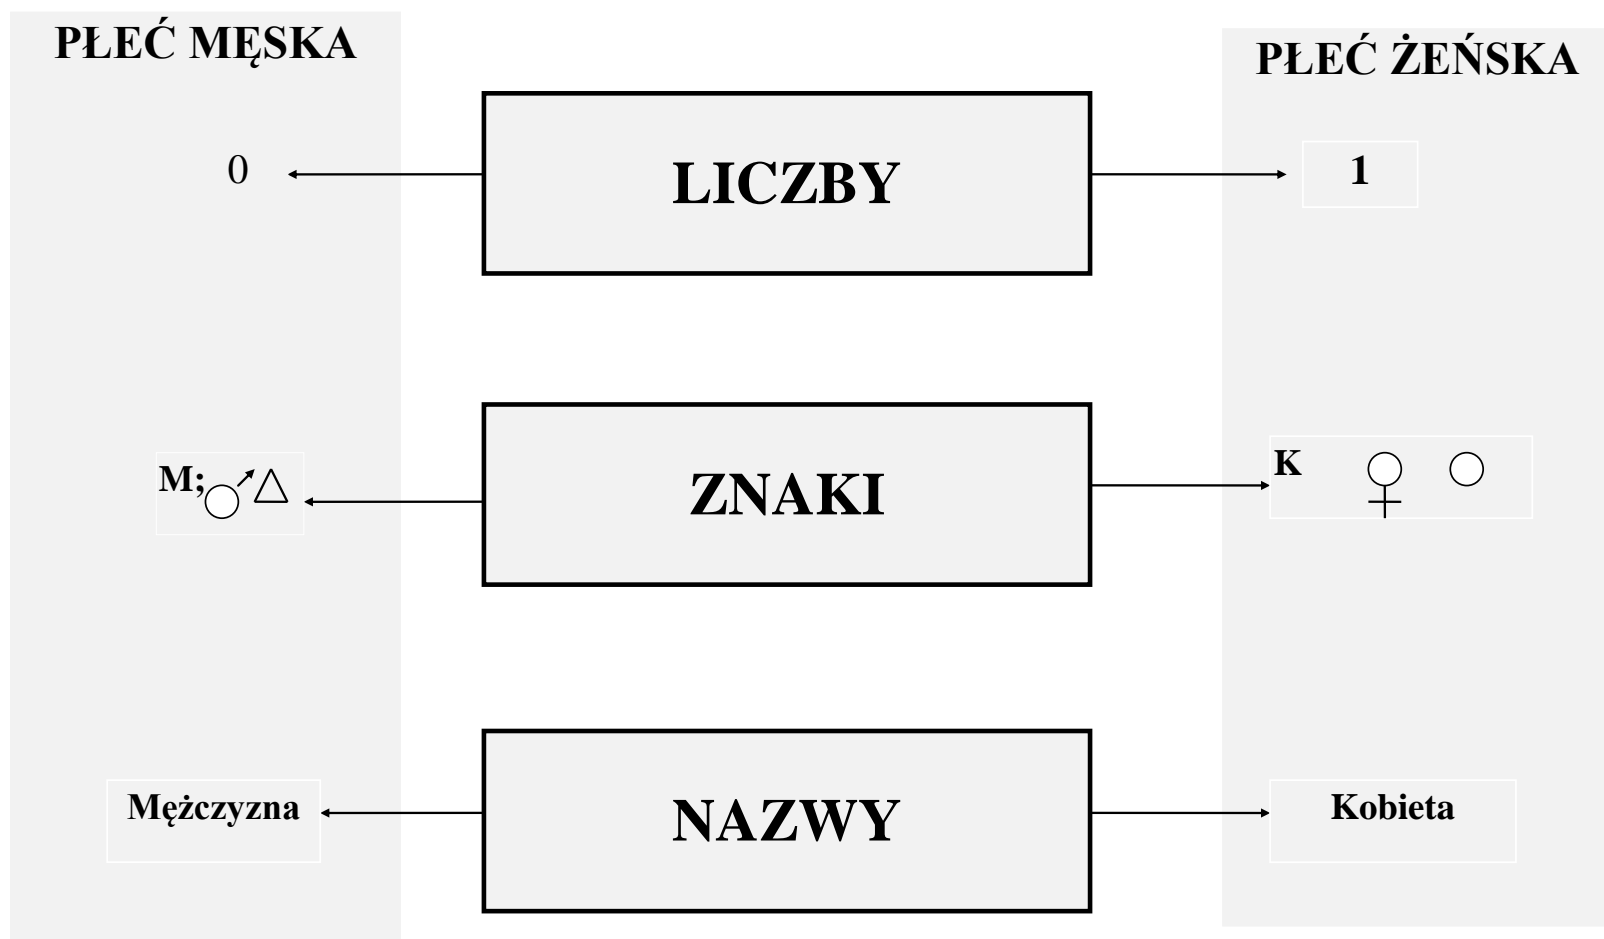 PŁEĆ MĘSKA
PŁEĆ ŻEŃSKA
0
LICZBY
1
M;
ZNAKI
K
Mężczyzna
NAZWY
Kobieta